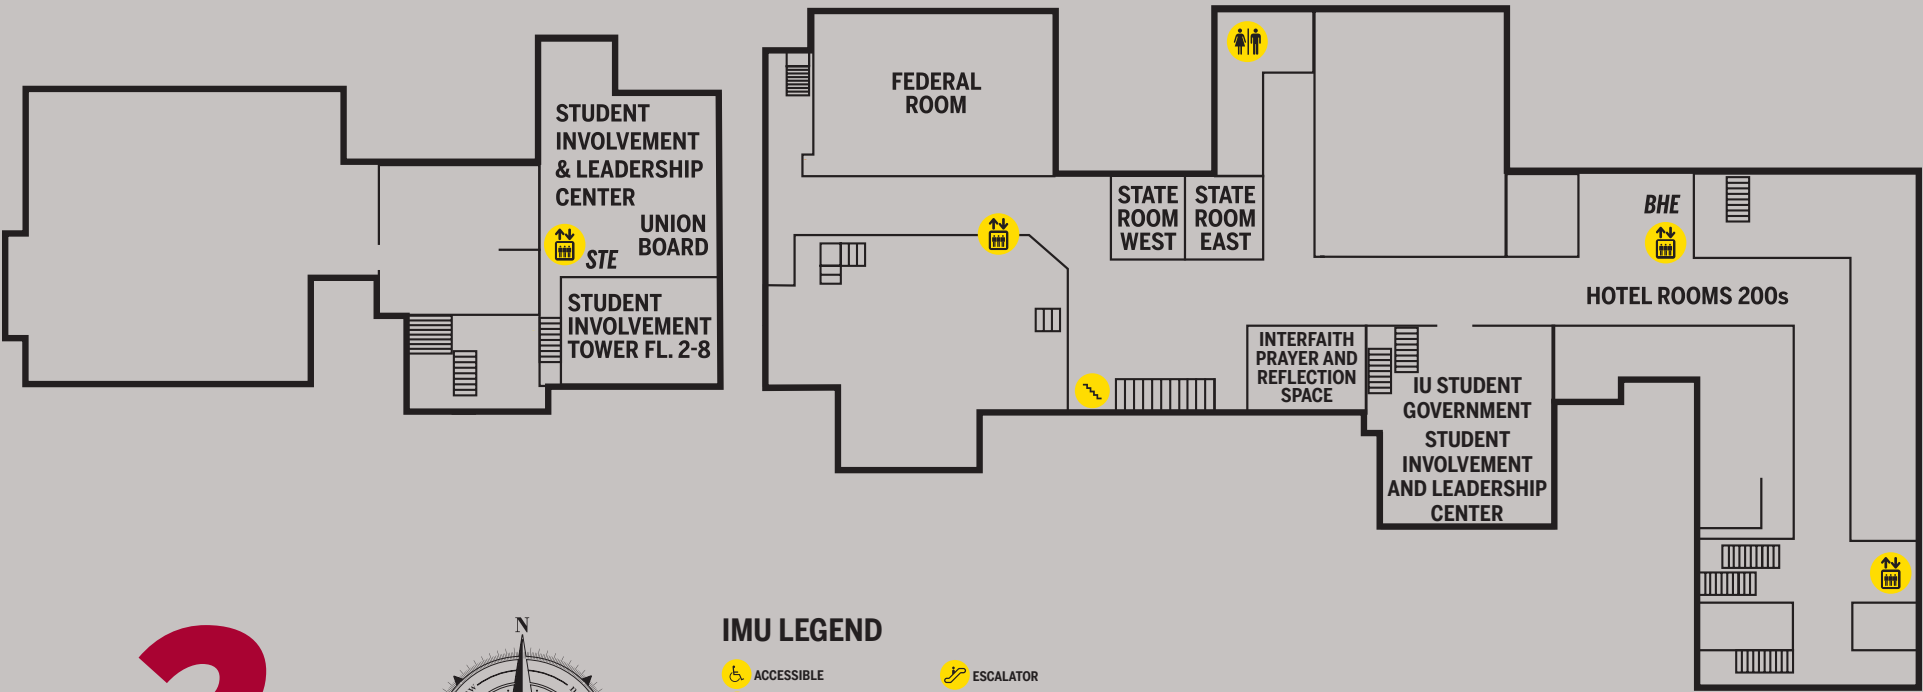 STUDENT
INVOLVEMENT
& LEADERSHIP
CENTER
UNION
BOARD
STE
STUDENT
INVOLVEMENT
TOWER FL. 2-8
FEDERAL
ROOM
STATE
ROOM
WEST
STATE
ROOM
EAST
BHE
HOTEL ROOMS 200s
INTERFAITH
PRAYER AND
REFLECTION
SPACE
IU STUDENT
GOVERNMENT
STUDENT
INVOLVEMENT
AND LEADERSHIP
CENTER
N
IMU LEGEND
ACCESSIBLE
ESCALATOR